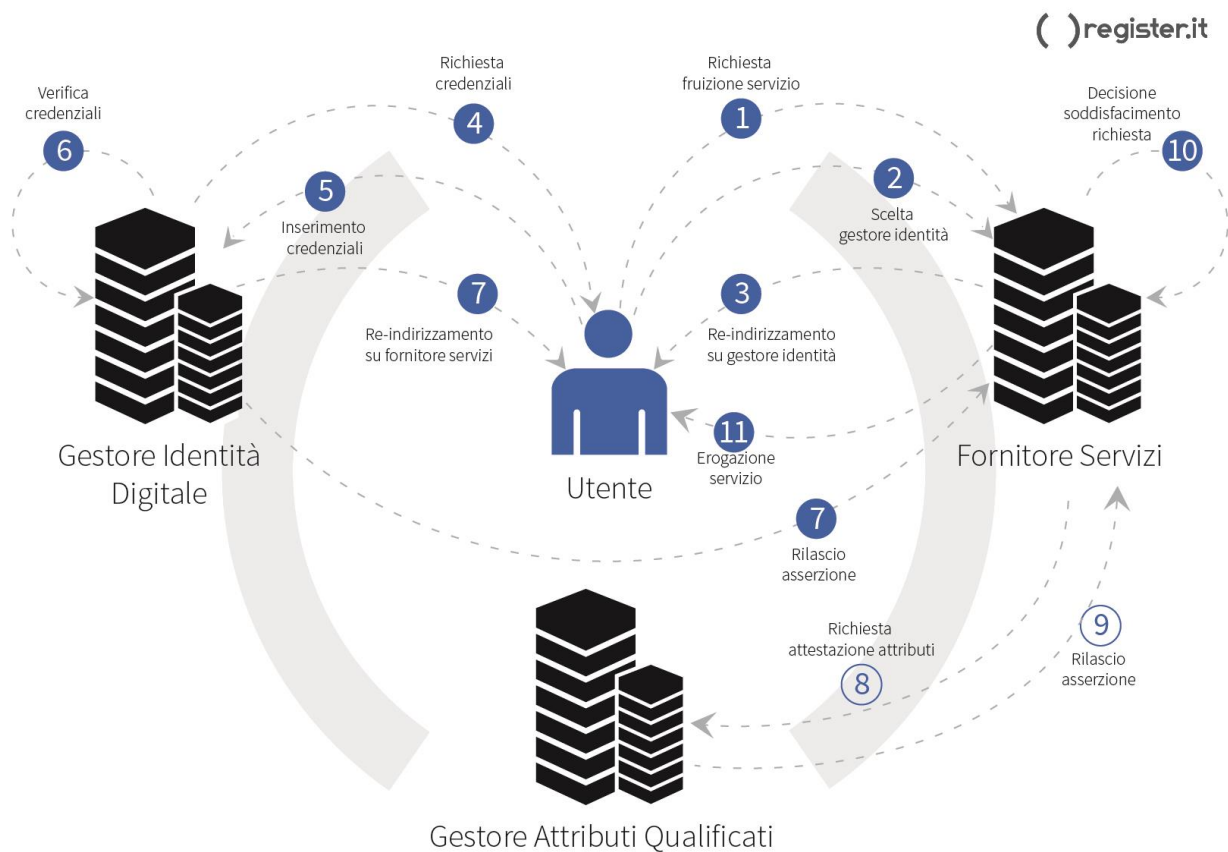 ( ) register.it
Richiesta
credenziali
4
Richiesta
fruizione servizio
1
Verifica
credenziali
6
Decisione
soddisfacimento
richiesta
10
5
Inserimento
credenziali
2
Scelta
gestore identità
7
Re-indirizzamento
su fornitore servizi
3
Re-indirizzamento
su gestore identità
11
Erogazione
servizio
Gestore Identità
Digitale
Utente
Fornitore Servizi
7
Rilascio
asserzione
Richiesta
attestazione attributi
8
9
Rilascio
asserzione
Gestore Attributi Qualificati